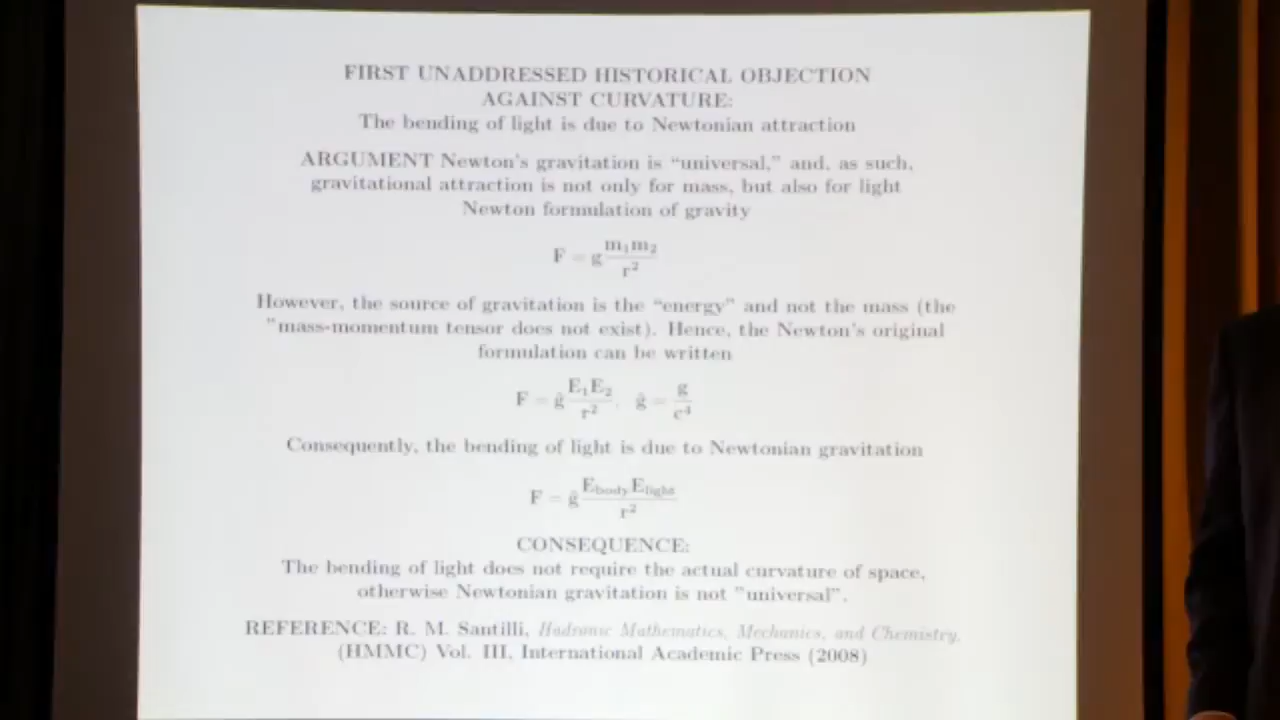 FIRST UNADDRESSED HISTORICAL OBJECTION
AGAINST CURVATURE:
The bending of light is due to Newtonian attraction
ARGUMENT Newton's gravitation is “universal,” and, as such,
gravitational attraction is not only for mass, but also for light
Newton formulation of gravity
F = g m₁m₂ / r²
However, the source of gravitation is the “energy” and not the mass (the
"mass-momentum tensor does not exist). Hence, the Newton's original
formulation can be written
F = ĝ E₁E₂ / r², ĝ = g / c⁴
Consequently, the bending of light is due to Newtonian gravitation
F = ĝ E_body E_light / r²
CONSEQUENCE:
The bending of light does not require the actual curvature of space,
otherwise Newtonian gravitation is not "universal".
REFERENCE: R. M. Santilli, Hadronic Mathematics, Mechanics, and Chemistry,
(HMMC) Vol. III, International Academic Press (2008)